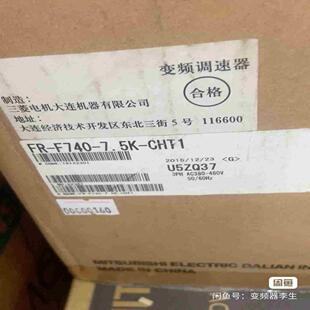 变频调速器
制造：
三菱电机大连机器有限公司
合格
地址：
大连经济技术开发区东北三街5号 116600
FR-F740-7.5K-CHT1
2015/12/23 <G>
U5ZQ37
3PH AC380-480V
50/60Hz
MITSUBISHI ELECTRIC DALIAN IN
MADE IN CHINA
闲鱼
闲鱼号：变频器李生